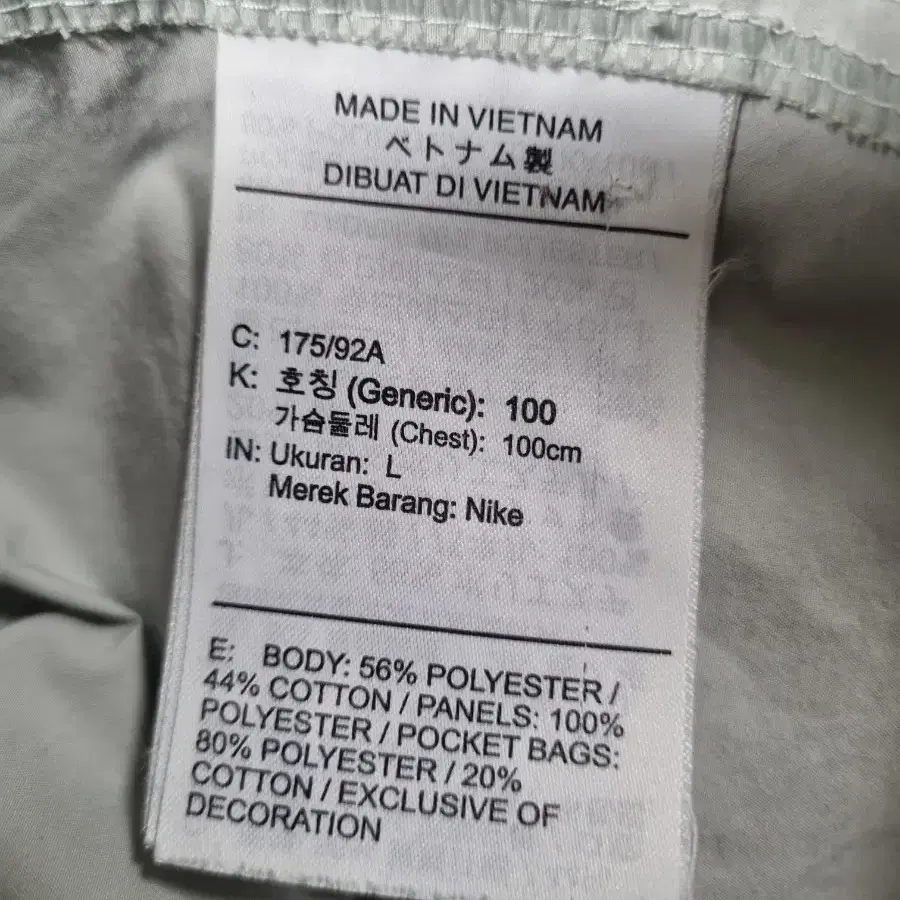 MADE IN VIETNAM
ベトナム製
DIBUAT DI VIETNAM
C: 175/92A
K: 호칭 (Generic): 100
가슴둘레 (Chest): 100cm
IN: Ukuran: L
Merek Barang: Nike
E: BODY: 56% POLYESTER /
44% COTTON / PANELS: 100%
POLYESTER / POCKET BAGS:
80% POLYESTER / 20%
COTTON / EXCLUSIVE OF
DECORATION